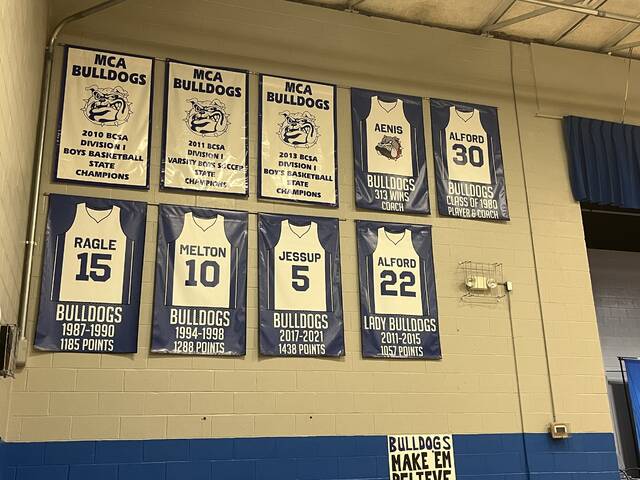 MCA
BULLDOGS
2010 BCSA
DIVISION I
BOYS BASKETBALL
STATE
CHAMPIONS
MCA
BULLDOGS
2011 BCSA
DIVISION I
VARSITY BOYS SOCCER
STATE
CHAMPIONS
MCA
BULLDOGS
2013 BCSA
DIVISION I
BOY'S BASKETBALL
STATE
CHAMPIONS
AENIS
BULLDOGS
313 WINS
COACH
ALFORD
30
BULLDOGS
CLASS OF 1980
PLAYER & COACH
RAGLE
15
BULLDOGS
1987-1990
1185 POINTS
MELTON
10
BULLDOGS
1994-1998
1288 POINTS
JESSUP
5
BULLDOGS
2017-2021
1438 POINTS
ALFORD
22
LADY BULLDOGS
2011-2015
1057 POINTS
BULLDOGS
MAKE 'EM
BELIEVE